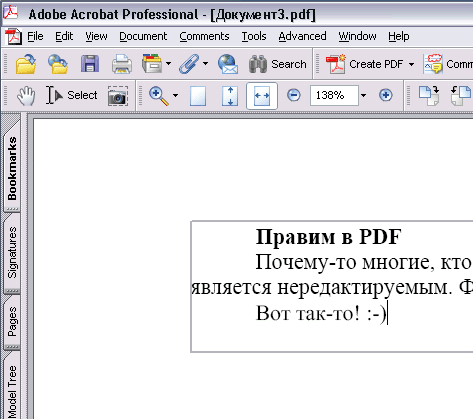 Adobe Acrobat Professional - [Документ3.pdf]
File Edit View Document Comments Tools Advanced Window Help
Search Create PDF
Select 138%
Bookmarks
Signatures
Pages
Model Tree
Правим в PDF
Почему-то многие, кто
является нередактируемым. Ф
Вот так-то! :-)